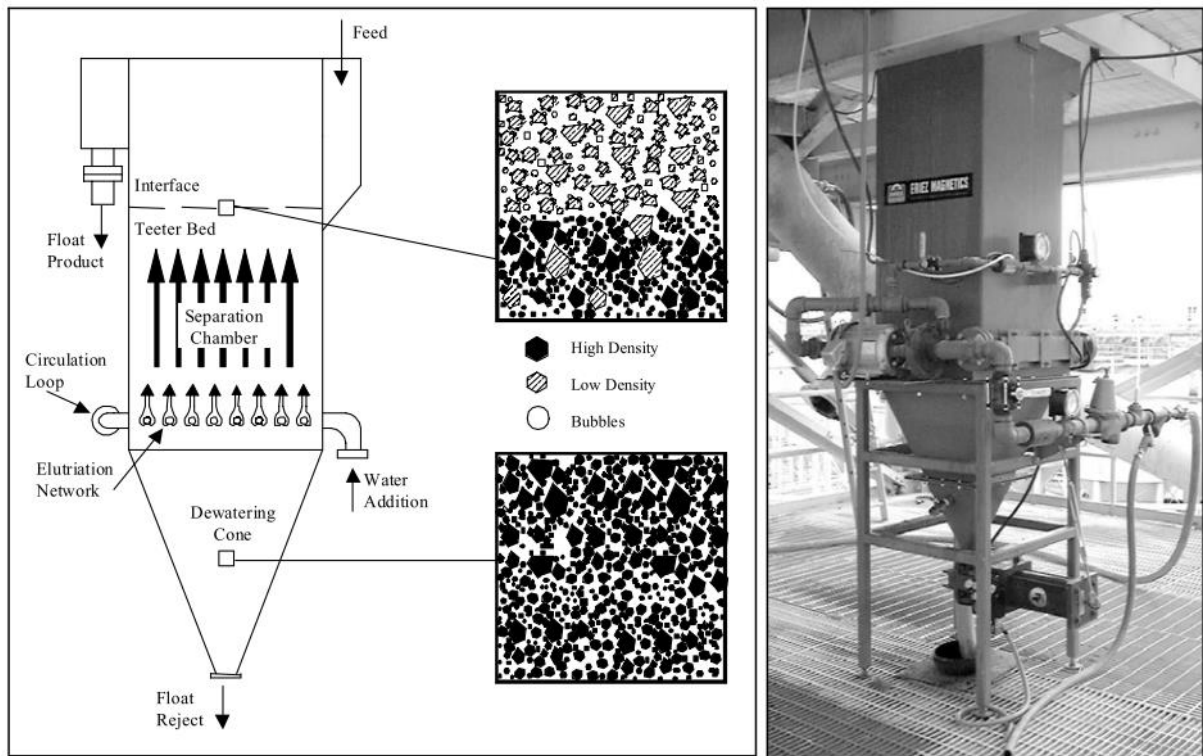 Feed
Interface
Teeter Bed
Float
Product
Separation
Chamber
Circulation
Loop
Elutriation
Network
Water
Addition
Dewatering
Cone
Float
Reject
High Density
Low Density
Bubbles
ERIEZ MAGNETICS